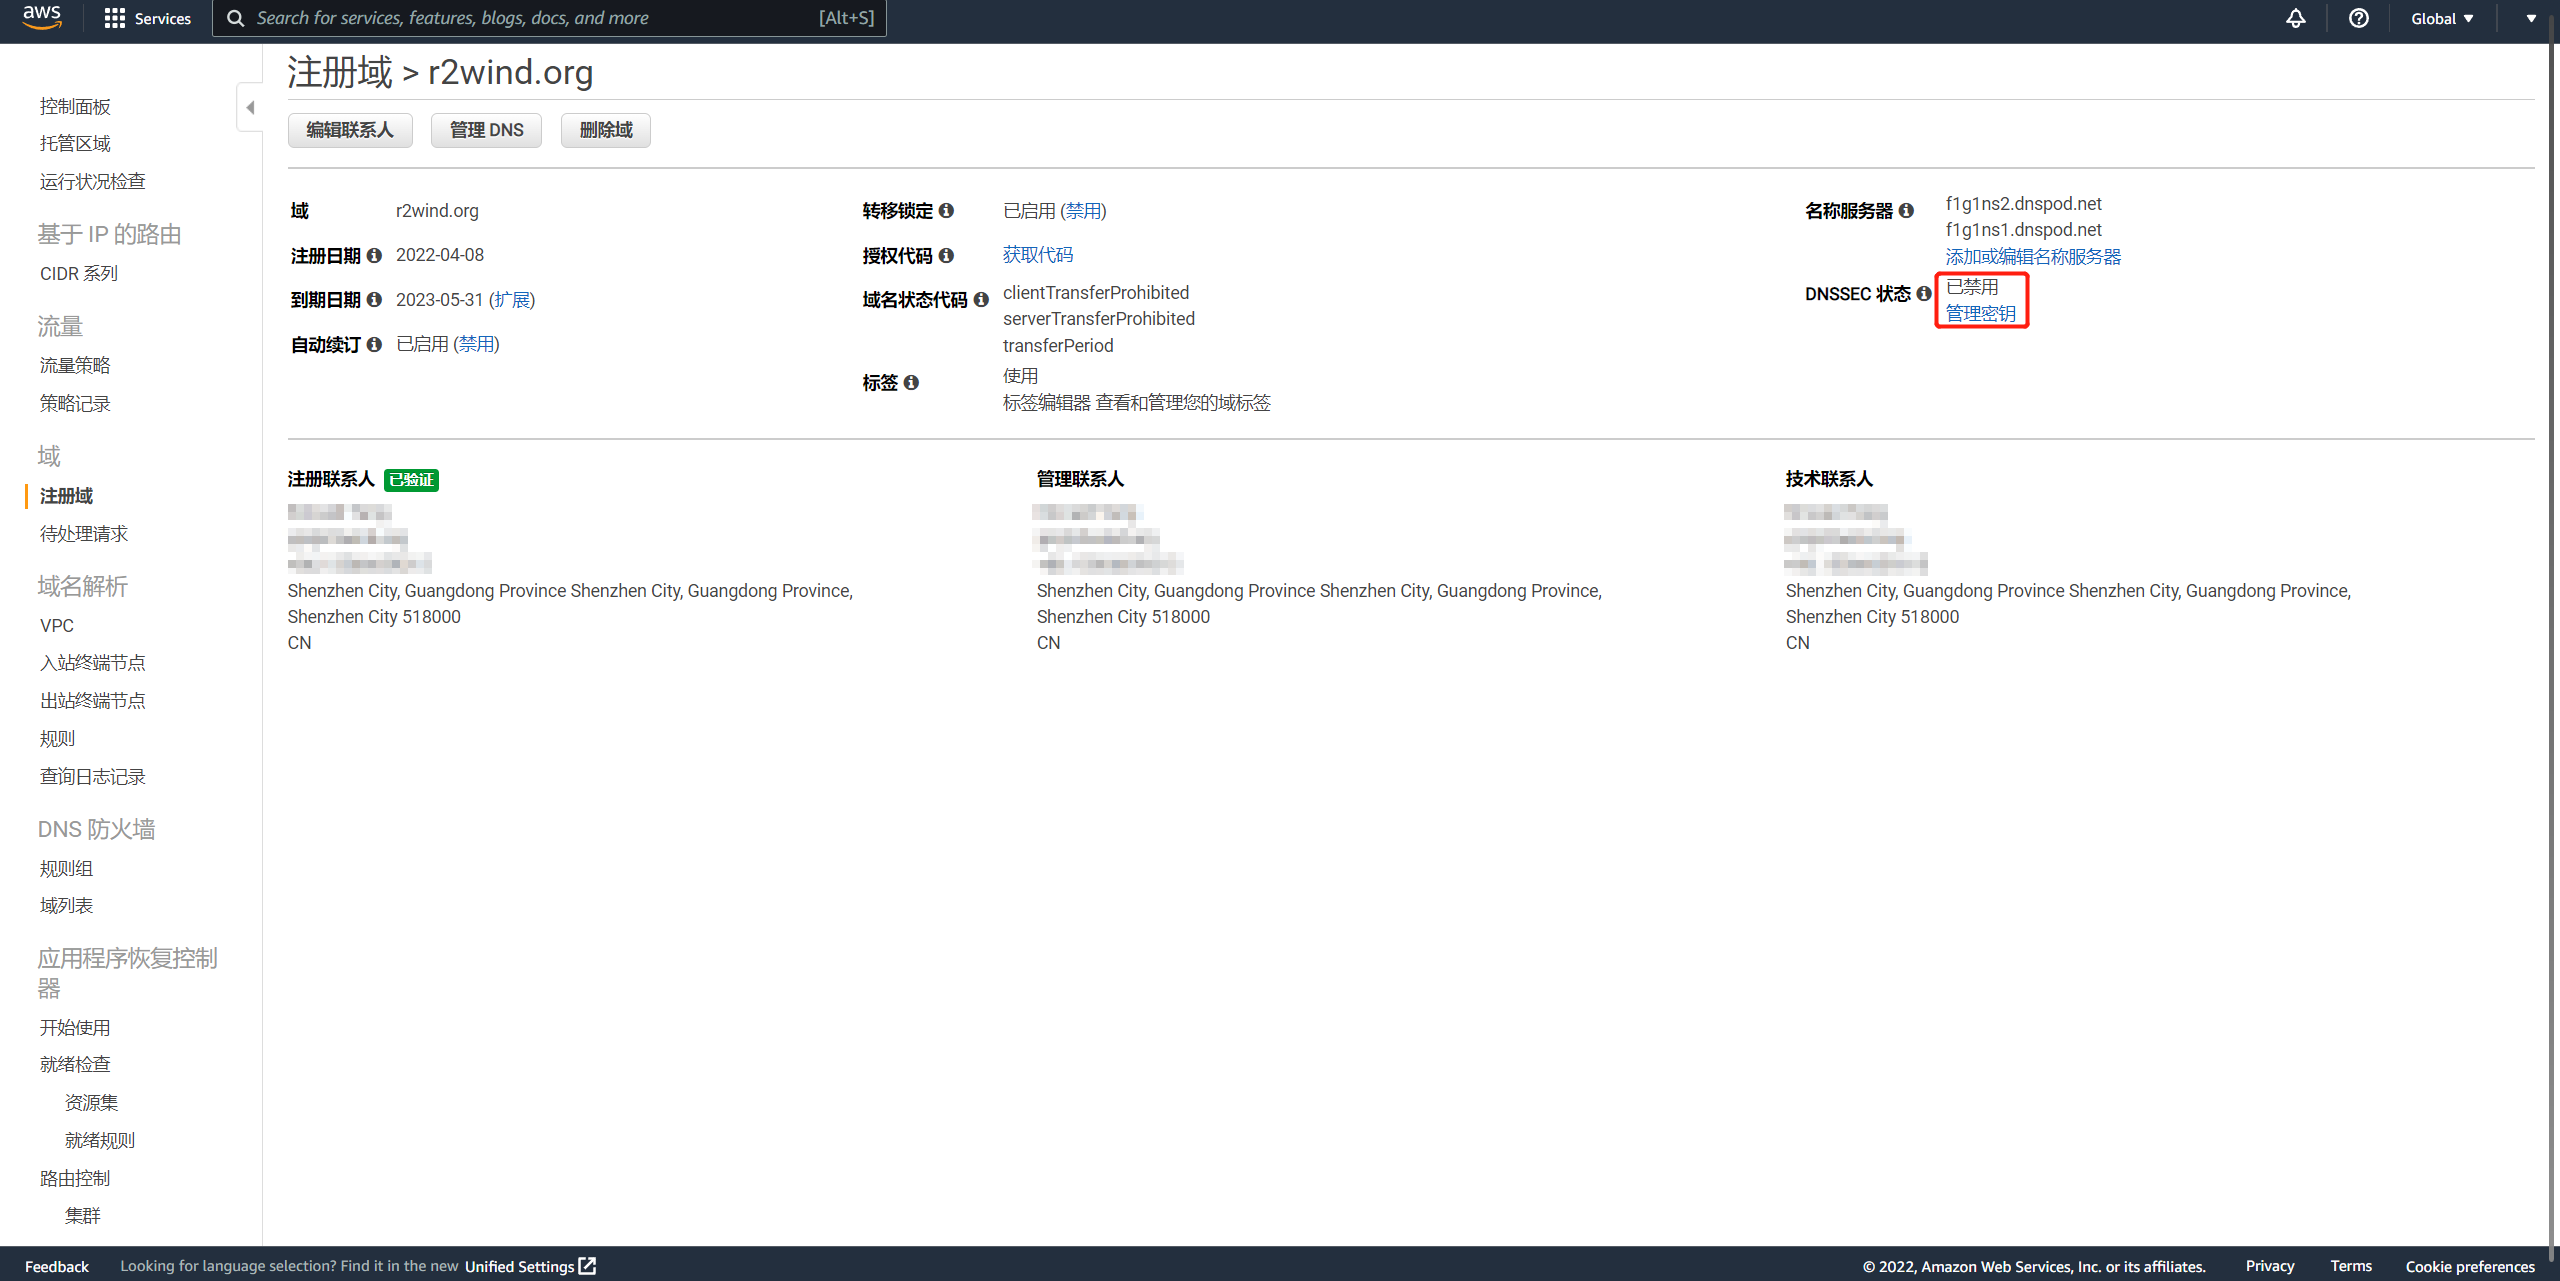 aws
Services
Search for services, features, blogs, docs, and more [Alt+S]
Global
控制面板
托管区域
运行状况检查
基于 IP 的路由
CIDR 系列
流量
流量策略
策略记录
域
注册域
待处理请求
域名解析
VPC
入站终端节点
出站终端节点
规则
查询日志记录
DNS 防火墙
规则组
域列表
应用程序恢复控制
器
开始使用
就绪检查
资源集
就绪规则
路由控制
集群
注册域 > r2wind.org
编辑联系人 管理 DNS 删除域
域 r2wind.org
注册日期 2022-04-08
到期日期 2023-05-31 (扩展)
自动续订 已启用 (禁用)
转移锁定 已启用 (禁用)
授权代码 获取代码
域名状态代码 clientTransferProhibited
serverTransferProhibited
transferPeriod
标签 使用
标签编辑器 查看和管理您的域标签
名称服务器 f1g1ns2.dnspod.net
f1g1ns1.dnspod.net
添加或编辑名称服务器
DNSSEC 状态 已禁用
管理密钥
注册联系人 已验证
Shenzhen City, Guangdong Province Shenzhen City, Guangdong Province,
Shenzhen City 518000
CN
管理联系人
Shenzhen City, Guangdong Province Shenzhen City, Guangdong Province,
Shenzhen City 518000
CN
技术联系人
Shenzhen City, Guangdong Province Shenzhen City, Guangdong Province,
Shenzhen City 518000
CN
Feedback Looking for language selection? Find it in the new Unified Settings
© 2022, Amazon Web Services, Inc. or its affiliates. Privacy Terms Cookie preferences